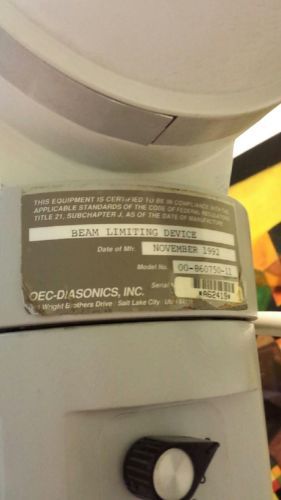 THIS EQUIPMENT IS CERTIFIED TO BE IN COMPLIANCE WITH THE
APPLICABLE STANDARDS OF THE CODE OF FEDERAL REGULATIONS
TITLE 21, SUBCHAPTER J, AS OF THE DATE OF MANUFACTURE
BEAM LIMITING DEVICE
Date of Mfr. NOVEMBER 1992
Model No. 00-860750-11
Serial
OEC-DIASONICS, INC. *A62419*
Wright Brothers Drive Salt Lake City, Utah